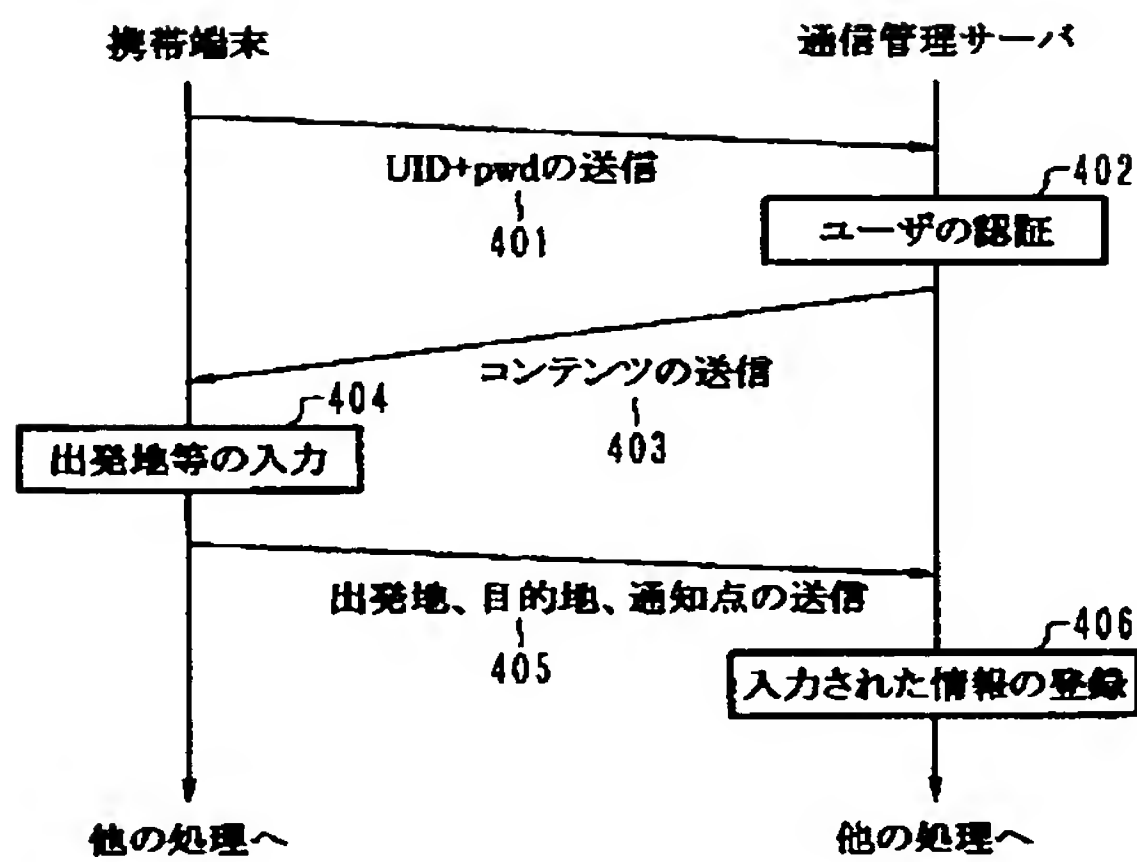 携帯端末
通信管理サーバ
UID+pwdの送信
401
402
ユーザの認証
コンテンツの送信
403
404
出発地等の入力
出発地、目的地、通知点の送信
405
406
入力された情報の登録
他の処理へ
他の処理へ